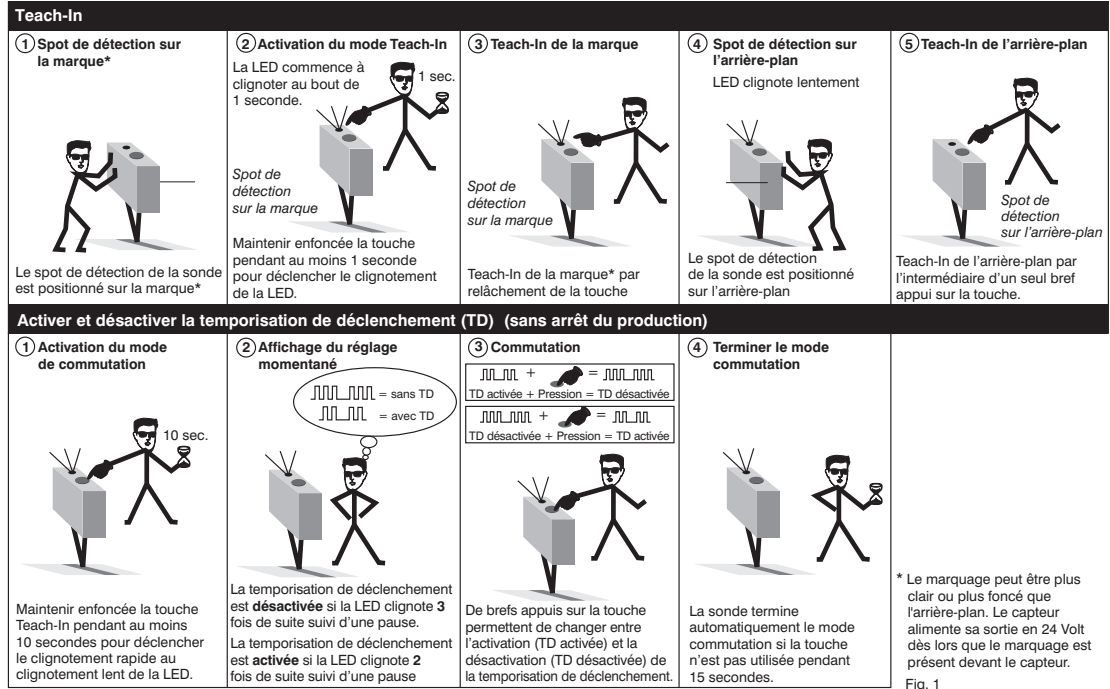 Teach-In
1 Spot de détection sur
la marque*
Le spot de détection de la sonde
est positionné sur la marque*
2 Activation du mode Teach-In
La LED commence à
clignoter au bout de
1 seconde.
1 sec.
Spot de
détection
sur la marque
Maintenir enfoncée la touche
pendant au moins 1 seconde
pour déclencher le clignotement
de la LED.
3 Teach-In de la marque
Spot de
détection
sur la marque
Teach-In de la marque* par
relâchement de la touche
4 Spot de détection sur
l'arrière-plan
LED clignote lentement
Le spot de détection
de la sonde est positionné
sur l'arrière-plan
5 Teach-In de l'arrière-plan
Spot de
détection
sur l'arrière-plan
Teach-In de l'arrière-plan par
l'intermédiaire d'un seul bref
appui sur la touche.
Activer et désactiver la temporisation de déclenchement (TD) (sans arrêt du production)
1 Activation du mode
de commutation
10 sec.
Maintenir enfoncée la touche
Teach-In pendant au moins
10 secondes pour déclencher
le clignotement rapide au
clignotement lent de la LED.
2 Affichage du réglage
momentané
= sans TD
= avec TD
La temporisation de déclenchement
est désactivée si la LED clignote 3
fois de suite suivi d'une pause.
La temporisation de déclenchement
est activée si la LED clignote 2
fois de suite suivi d'une pause
3 Commutation
+ =
TD activée + Pression = TD désactivée
+ =
TD désactivée + Pression = TD activée
De brefs appuis sur la touche
permettent de changer entre
l'activation (TD activée) et la
désactivation (TD désactivée) de
la temporisation de déclenchement.
4 Terminer le mode
commutation
La sonde termine
automatiquement le mode
commutation si la touche
n'est pas utilisée pendant
15 secondes.
* Le marquage peut être plus
clair ou plus foncé que
l'arrière-plan. Le capteur
alimente sa sortie en 24 Volt
dès lors que le marquage est
présent devant le capteur.
Fig. 1